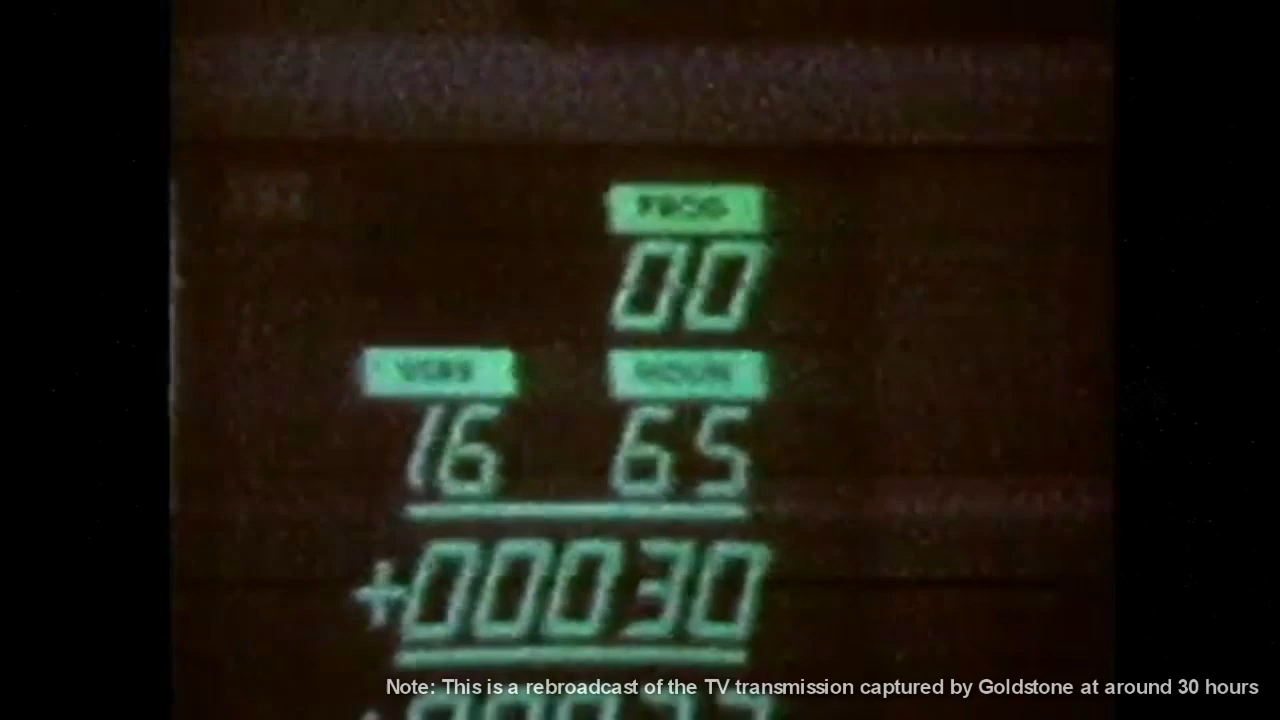 PROG
00
VERB NOUN
16 65
+00030
Note: This is a rebroadcast of the TV transmission captured by Goldstone at around 30 hours